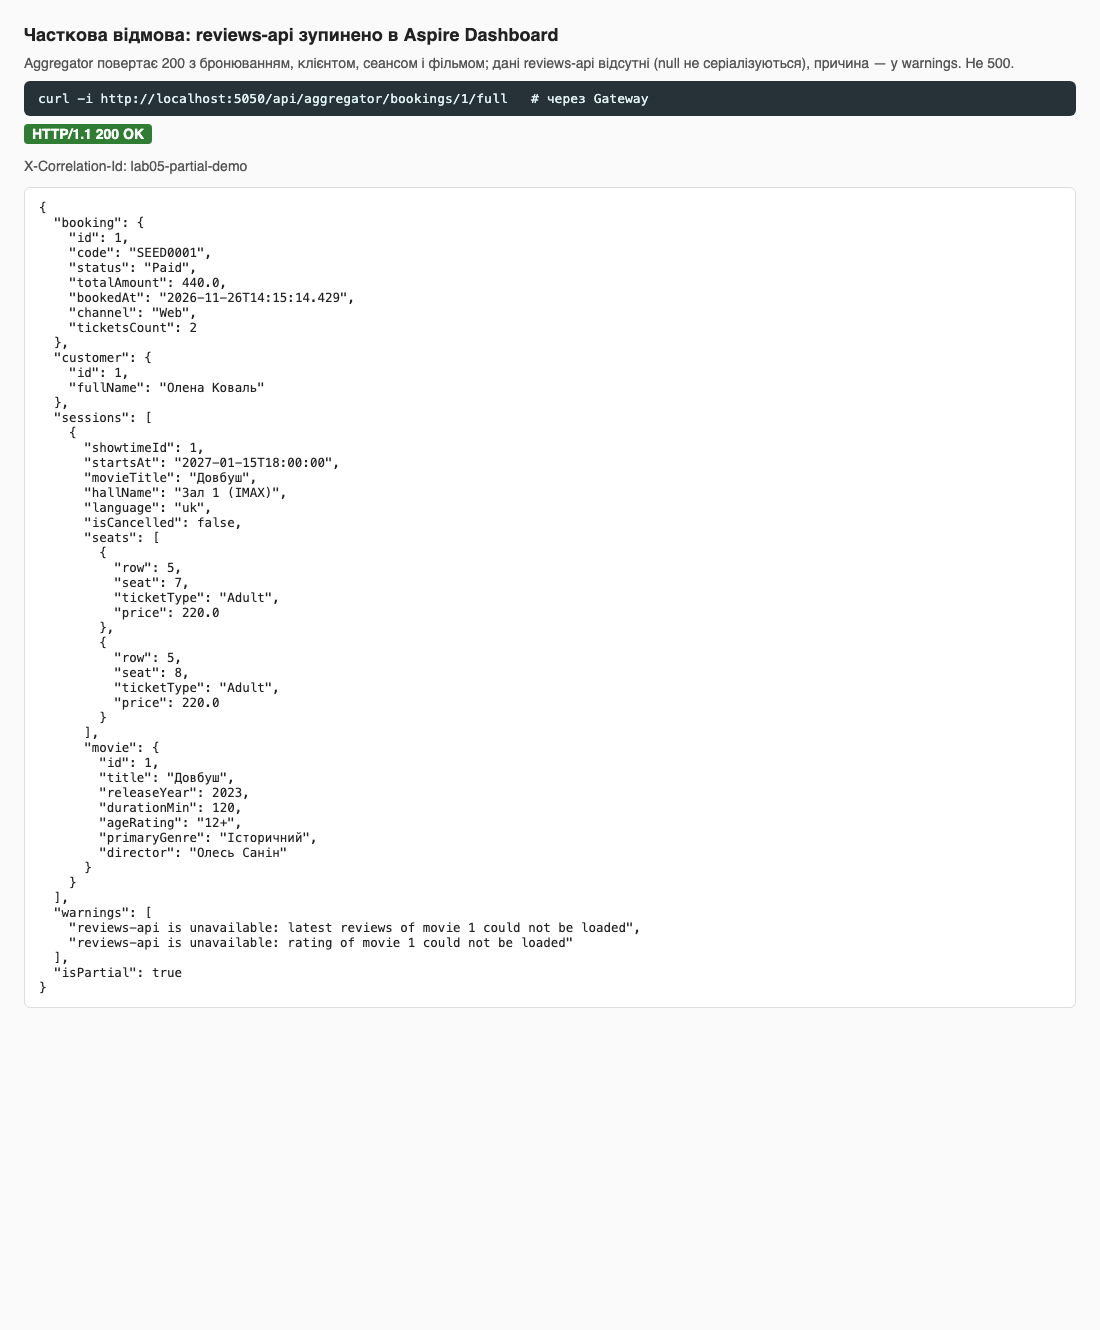 Часткова відмова: reviews-api зупинено в Aspire Dashboard
Aggregator повертає 200 з бронюванням, клієнтом, сеансом і фільмом; дані reviews-api відсутні (null не серіалізуються), причина — у warnings. Не 500.
curl -i http://localhost:5050/api/aggregator/bookings/1/full   # через Gateway
HTTP/1.1 200 OK
X-Correlation-Id: lab05-partial-demo
{
  "booking": {
    "id": 1,
    "code": "SEED0001",
    "status": "Paid",
    "totalAmount": 440.0,
    "bookedAt": "2026-11-26T14:15:14.429",
    "channel": "Web",
    "ticketsCount": 2
  },
  "customer": {
    "id": 1,
    "fullName": "Олена Коваль"
  },
  "sessions": [
    {
      "showtimeId": 1,
      "startsAt": "2027-01-15T18:00:00",
      "movieTitle": "Довбуш",
      "hallName": "Зал 1 (IMAX)",
      "language": "uk",
      "isCancelled": false,
      "seats": [
        {
          "row": 5,
          "seat": 7,
          "ticketType": "Adult",
          "price": 220.0
        },
        {
          "row": 5,
          "seat": 8,
          "ticketType": "Adult",
          "price": 220.0
        }
      ],
      "movie": {
        "id": 1,
        "title": "Довбуш",
        "releaseYear": 2023,
        "durationMin": 120,
        "ageRating": "12+",
        "primaryGenre": "Історичний",
        "director": "Олесь Санін"
      }
    }
  ],
  "warnings": [
    "reviews-api is unavailable: latest reviews of movie 1 could not be loaded",
    "reviews-api is unavailable: rating of movie 1 could not be loaded"
  ],
  "isPartial": true
}